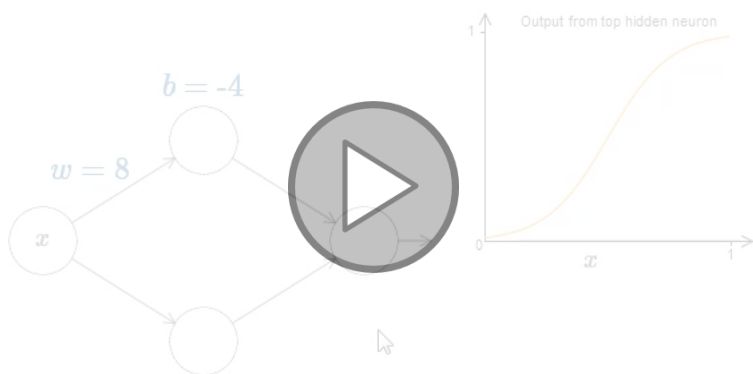 Output from top hidden neuron
1
b = -4
w = 8
x
0
x
1